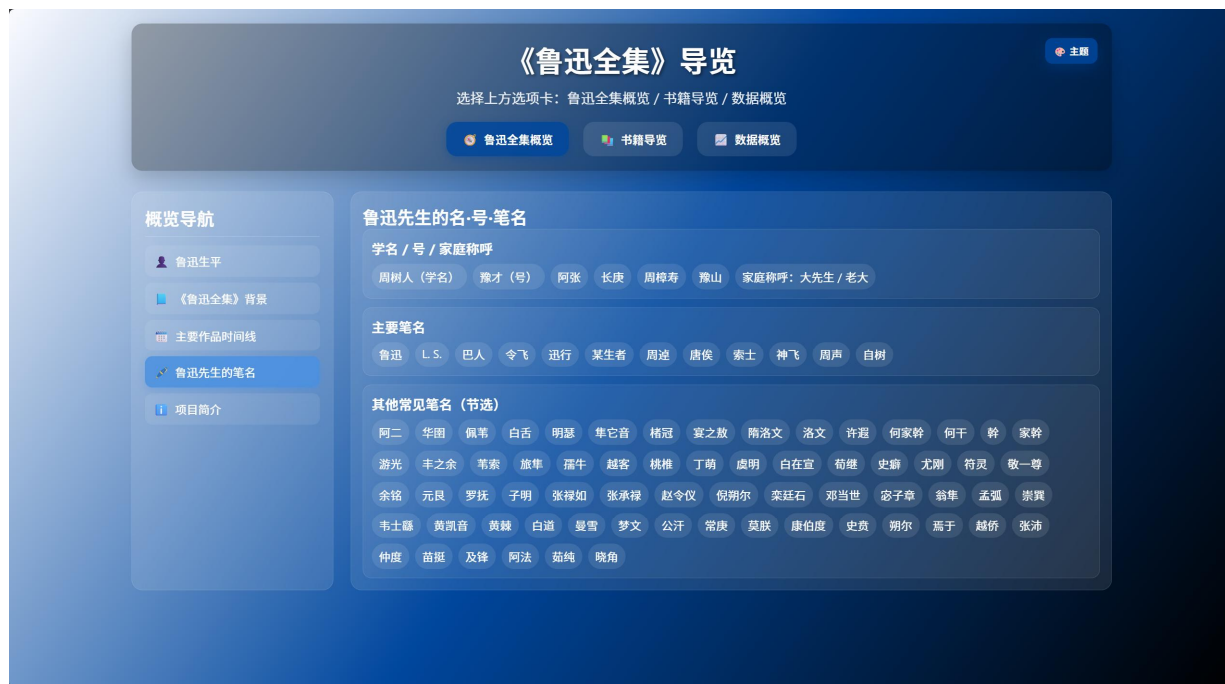 《鲁迅全集》导览
主题
选择上方选项卡：鲁迅全集概览 / 书籍导览 / 数据概览
鲁迅全集概览 书籍导览 数据概览
概览导航
鲁迅生平
《鲁迅全集》背景
主要作品时间线
鲁迅先生的笔名
项目简介
鲁迅先生的名·号·笔名
学名 / 号 / 家庭称呼
周树人（学名） 豫才（号） 阿张 长庚 周樟寿 豫山 家庭称呼：大先生 / 老大
主要笔名
鲁迅 L. S. 巴人 令飞 迅行 某生者 周逴 唐俟 索士 神飞 周声 自树
其他常见笔名（节选）
阿二 华圉 佩苇 白舌 明瑟 隼它音 楮冠 宴之敖 隋洛文 洛文 许遐 何家幹 何干 幹 家幹
游光 丰之余 苇索 旅隼 孺牛 越客 桃椎 丁萌 虞明 白在宣 荀继 史癖 尤刚 符灵 敬一尊
余铭 元艮 罗抚 子明 张禄如 张承禄 赵令仪 倪朔尔 栾廷石 邓当世 宓子章 翁隼 孟弧 崇巽
韦士繇 黄凯音 黄棘 白道 曼雪 梦文 公汗 常庚 莫朕 康伯度 史贲 朔尔 焉于 越侨 张沛
仲度 苗挺 及锋 阿法 茹纯 晓角